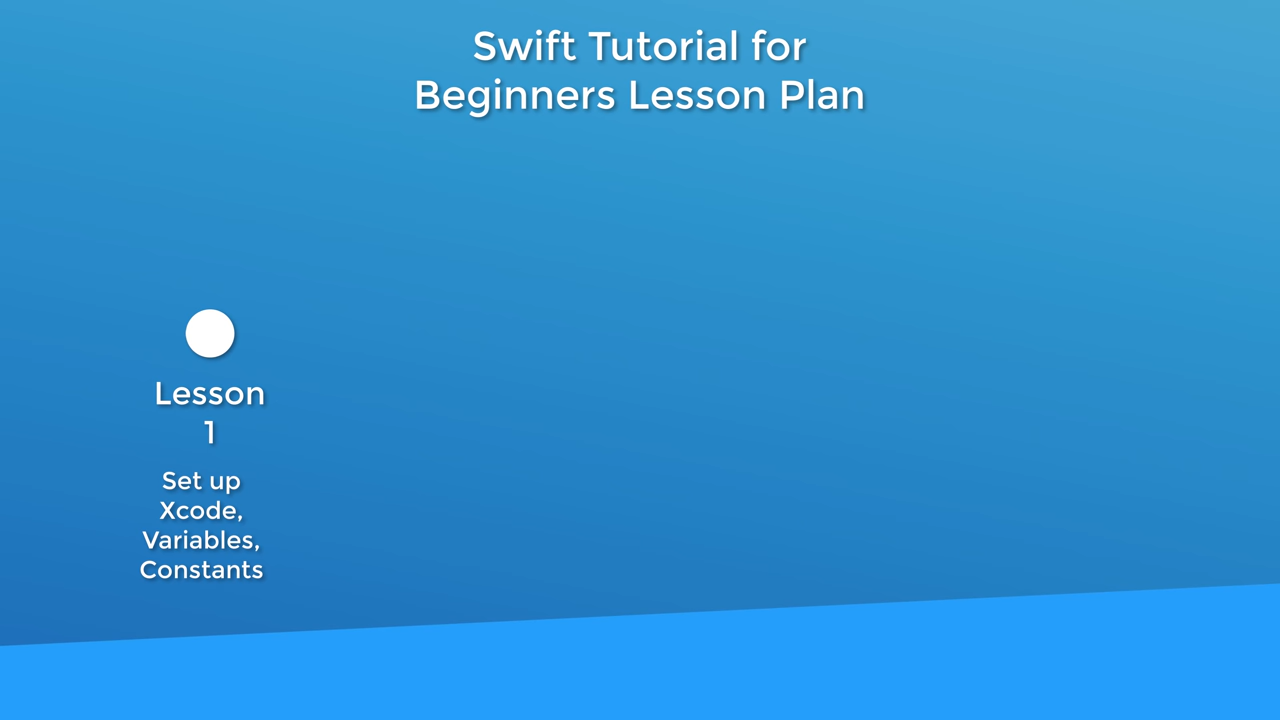 Swift Tutorial for
Beginners Lesson Plan
Lesson
1
Set up
Xcode,
Variables,
Constants